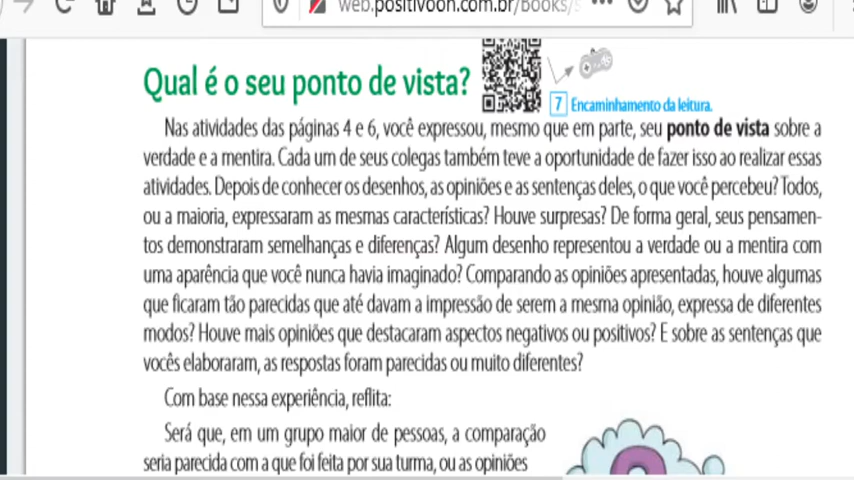 web.positivoon.com.br/Books/
Qual é o seu ponto de vista?
7 Encaminhamento da leitura.
Nas atividades das páginas 4 e 6, você expressou, mesmo que em parte, seu ponto de vista sobre a
verdade e a mentira. Cada um de seus colegas também teve a oportunidade de fazer isso ao realizar essas
atividades. Depois de conhecer os desenhos, as opiniões e as sentenças deles, o que você percebeu? Todos,
ou a maioria, expressaram as mesmas características? Houve surpresas? De forma geral, seus pensamen-
tos demonstraram semelhanças e diferenças? Algum desenho representou a verdade ou a mentira com
uma aparência que você nunca havia imaginado? Comparando as opiniões apresentadas, houve algumas
que ficaram tão parecidas que até davam a impressão de serem a mesma opinião, expressa de diferentes
modos? Houve mais opiniões que destacaram aspectos negativos ou positivos? E sobre as sentenças que
vocês elaboraram, as respostas foram parecidas ou muito diferentes?
Com base nessa experiência, reflita:
Será que, em um grupo maior de pessoas, a comparação
seria parecida com a que foi feita por sua turma, ou as opiniões